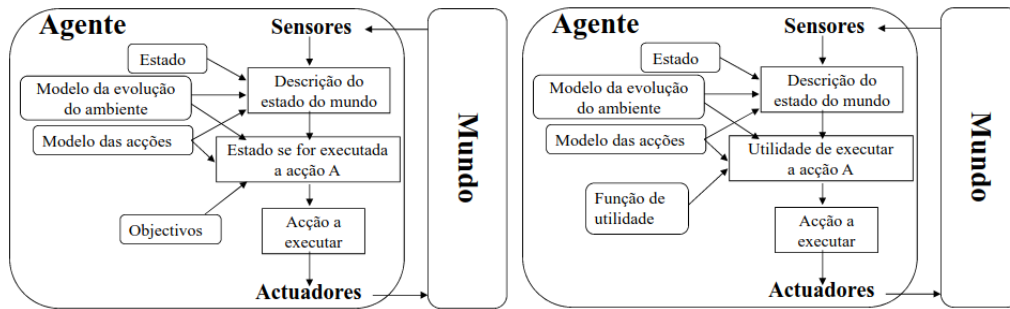 Agente
Sensores
Estado
Modelo da evolução
do ambiente
Descrição do
estado do mundo
Modelo das acções
Estado se for executada
a acção A
Objectivos
Acção a
executar
Actuadores
Mundo
Agente
Sensores
Estado
Modelo da evolução
do ambiente
Descrição do
estado do mundo
Modelo das acções
Utilidade de executar
a acção A
Função de
utilidade
Acção a
executar
Actuadores
Mundo